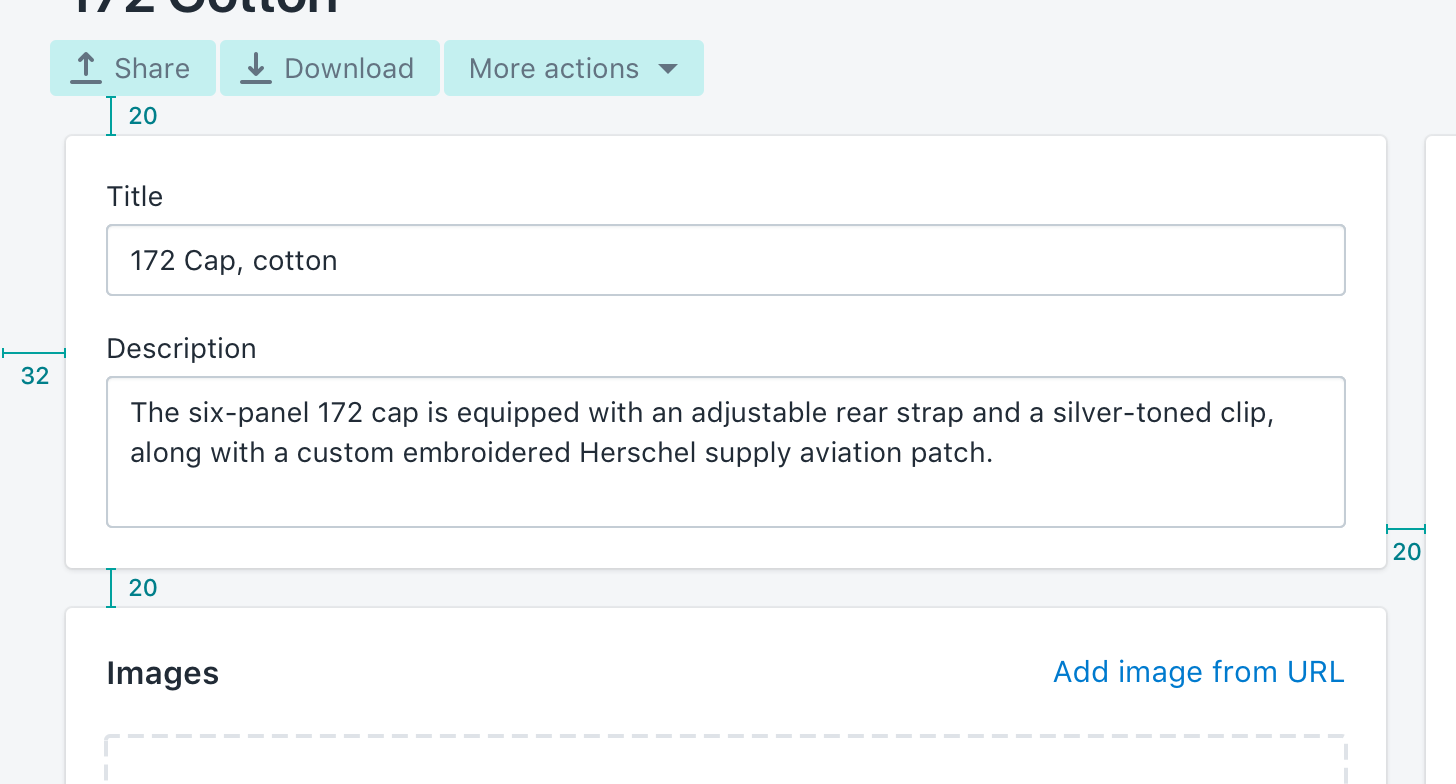 172 Cotton
Share Download More actions
20
Title
172 Cap, cotton
Description
32
The six-panel 172 cap is equipped with an adjustable rear strap and a silver-toned clip,
along with a custom embroidered Herschel supply aviation patch.
20
20
Images Add image from URL